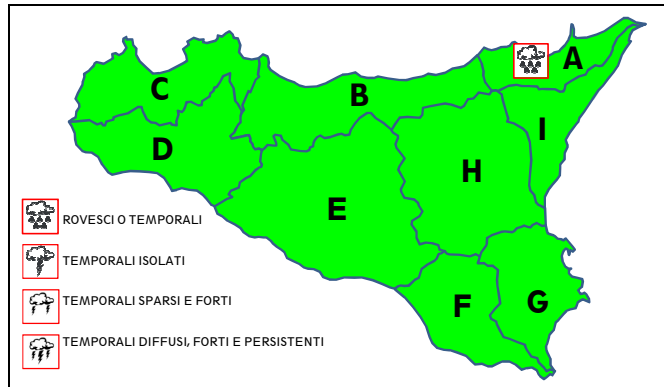 A
C
B
I
D
H
E
ROVESCI O TEMPORALI
TEMPORALI ISOLATI
F
G
TEMPORALI SPARSI E FORTI
TEMPORALI DIFFUSI, FORTI E PERSISTENTI